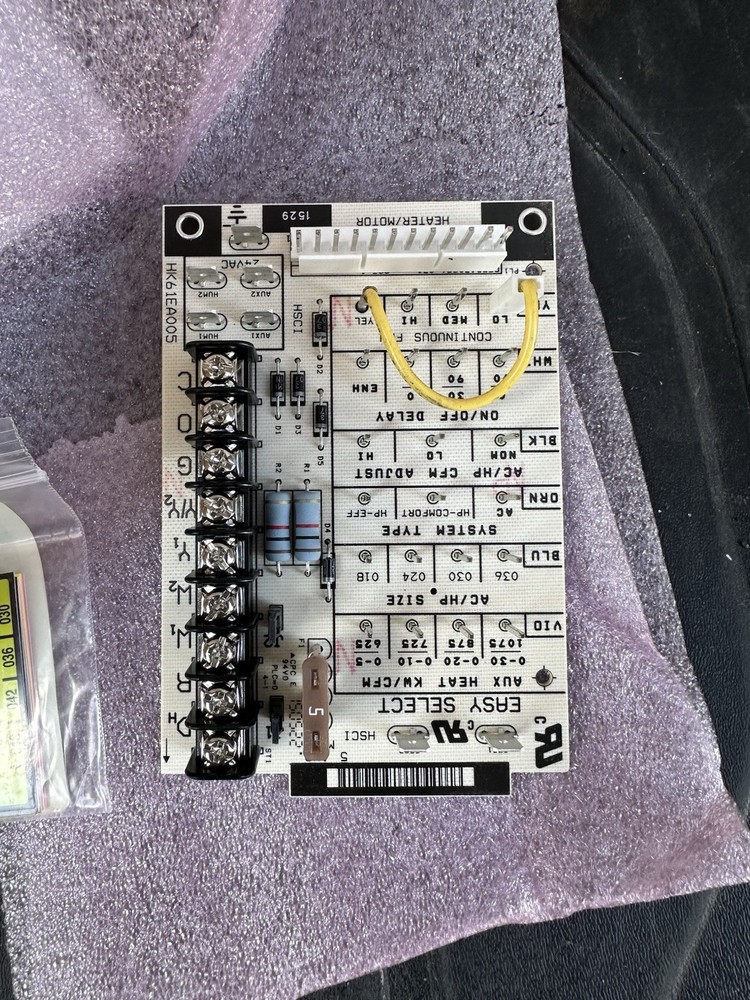 EASY SELECT
HSCI
AUX HEAT KW/CFM
0-30 0-20 0-10 0-5
1075 875 725 625
VIO
AC/HP SIZE
036 030 024 018
BLU
SYSTEM TYPE
AC HP-COMFORT HP-EFF
ORN
AC/HP CFM ADJUST
NOM LO HI
BLK
ON/OFF DELAY
30 90 ENH
CONTINUOUS
LO MED HI YEL
HEATER/MOTOR
1529
R
W1
W2
Y1
Y/Y2
G
O
C
ST1
F1
5
R2 R1
D4
D1 D3 D5
D2
HSCI
HUM1 AUX1
HUM2 AUX2
24VAC
HK61EA005
PL1
042 036 030